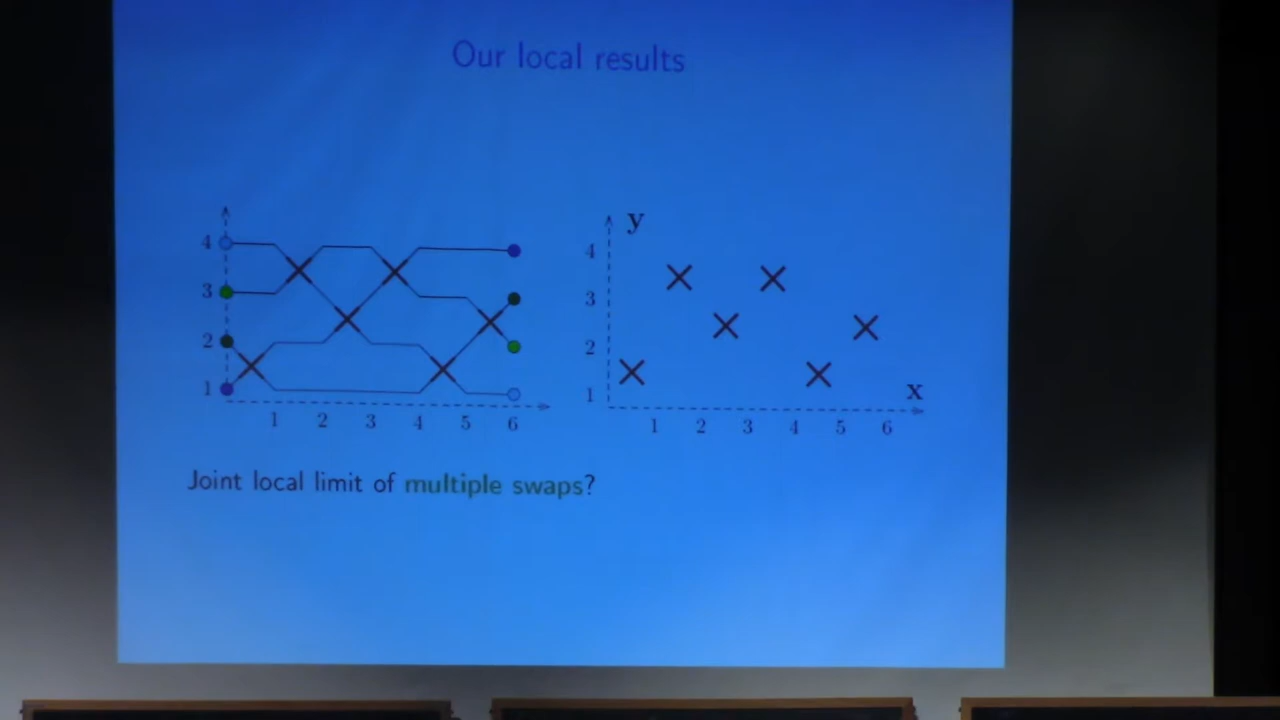 Our local results
4
3
2
1
1 2 3 4 5 6
y
4
3
2
1
x
1 2 3 4 5 6
Joint local limit of multiple swaps?